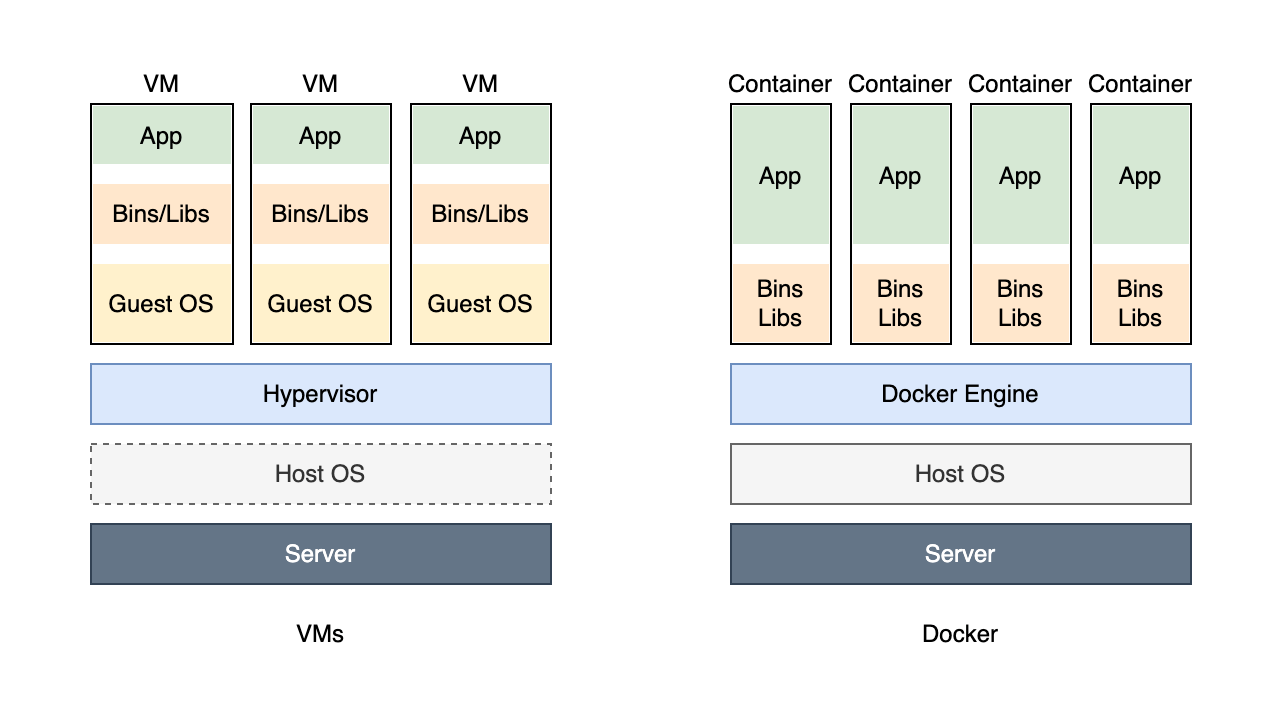 VM VM VM
App App App
Bins/Libs Bins/Libs Bins/Libs
Guest OS Guest OS Guest OS
Hypervisor
Host OS
Server
VMs
Container Container Container Container
App App App App
Bins Bins Bins Bins
Libs Libs Libs Libs
Docker Engine
Host OS
Server
Docker